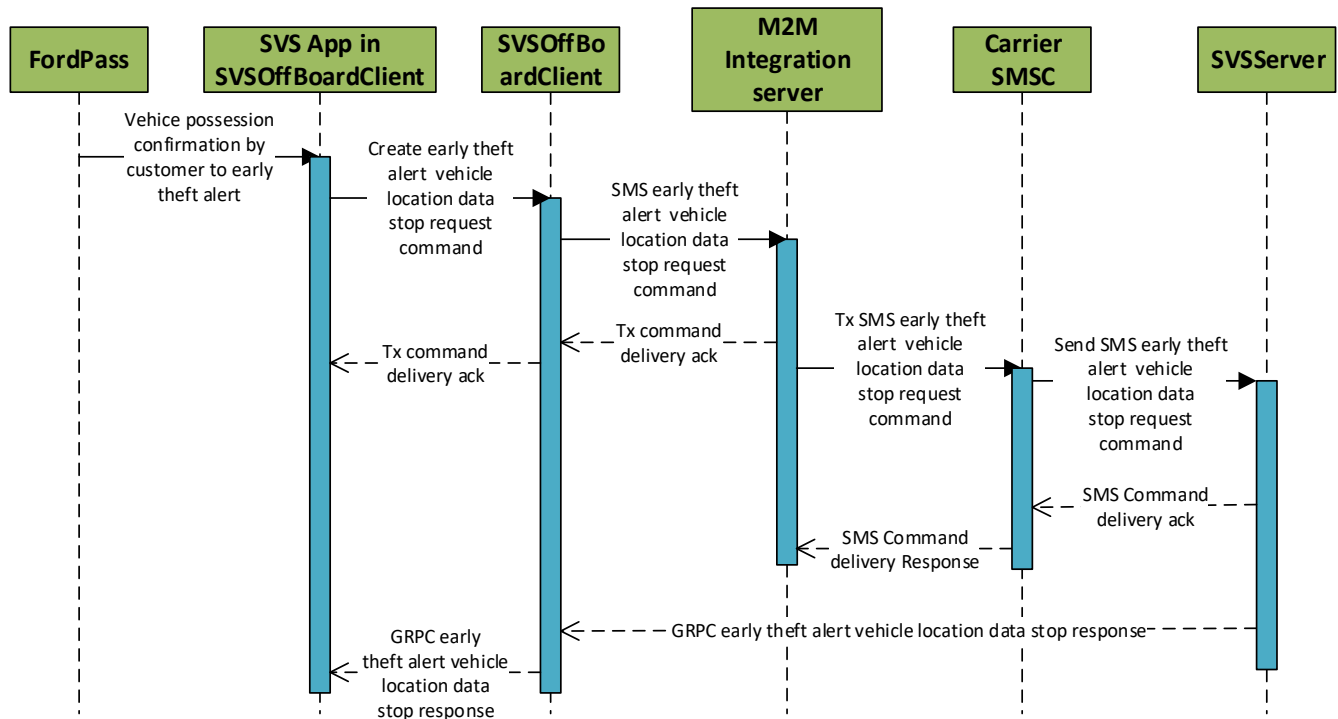 FordPass
SVS App in
SVSOffBoardClient
SVSOffBo
ardClient
M2M
Integration
server
Carrier
SMSC
SVSServer
Vehice possession
confirmation by
customer to early
theft alert
Create early theft
alert vehicle
location data
stop request
command
SMS early theft
alert vehicle
location data
stop request
command
Tx command
delivery ack
Tx command
delivery ack
Tx SMS early theft
alert vehicle
location data
stop request
command
Send SMS early theft
alert vehicle
location data
stop request
command
SMS Command
delivery ack
SMS Command
delivery Response
GRPC early theft alert vehicle location data stop response
GRPC early
theft alert vehicle
location data
stop response